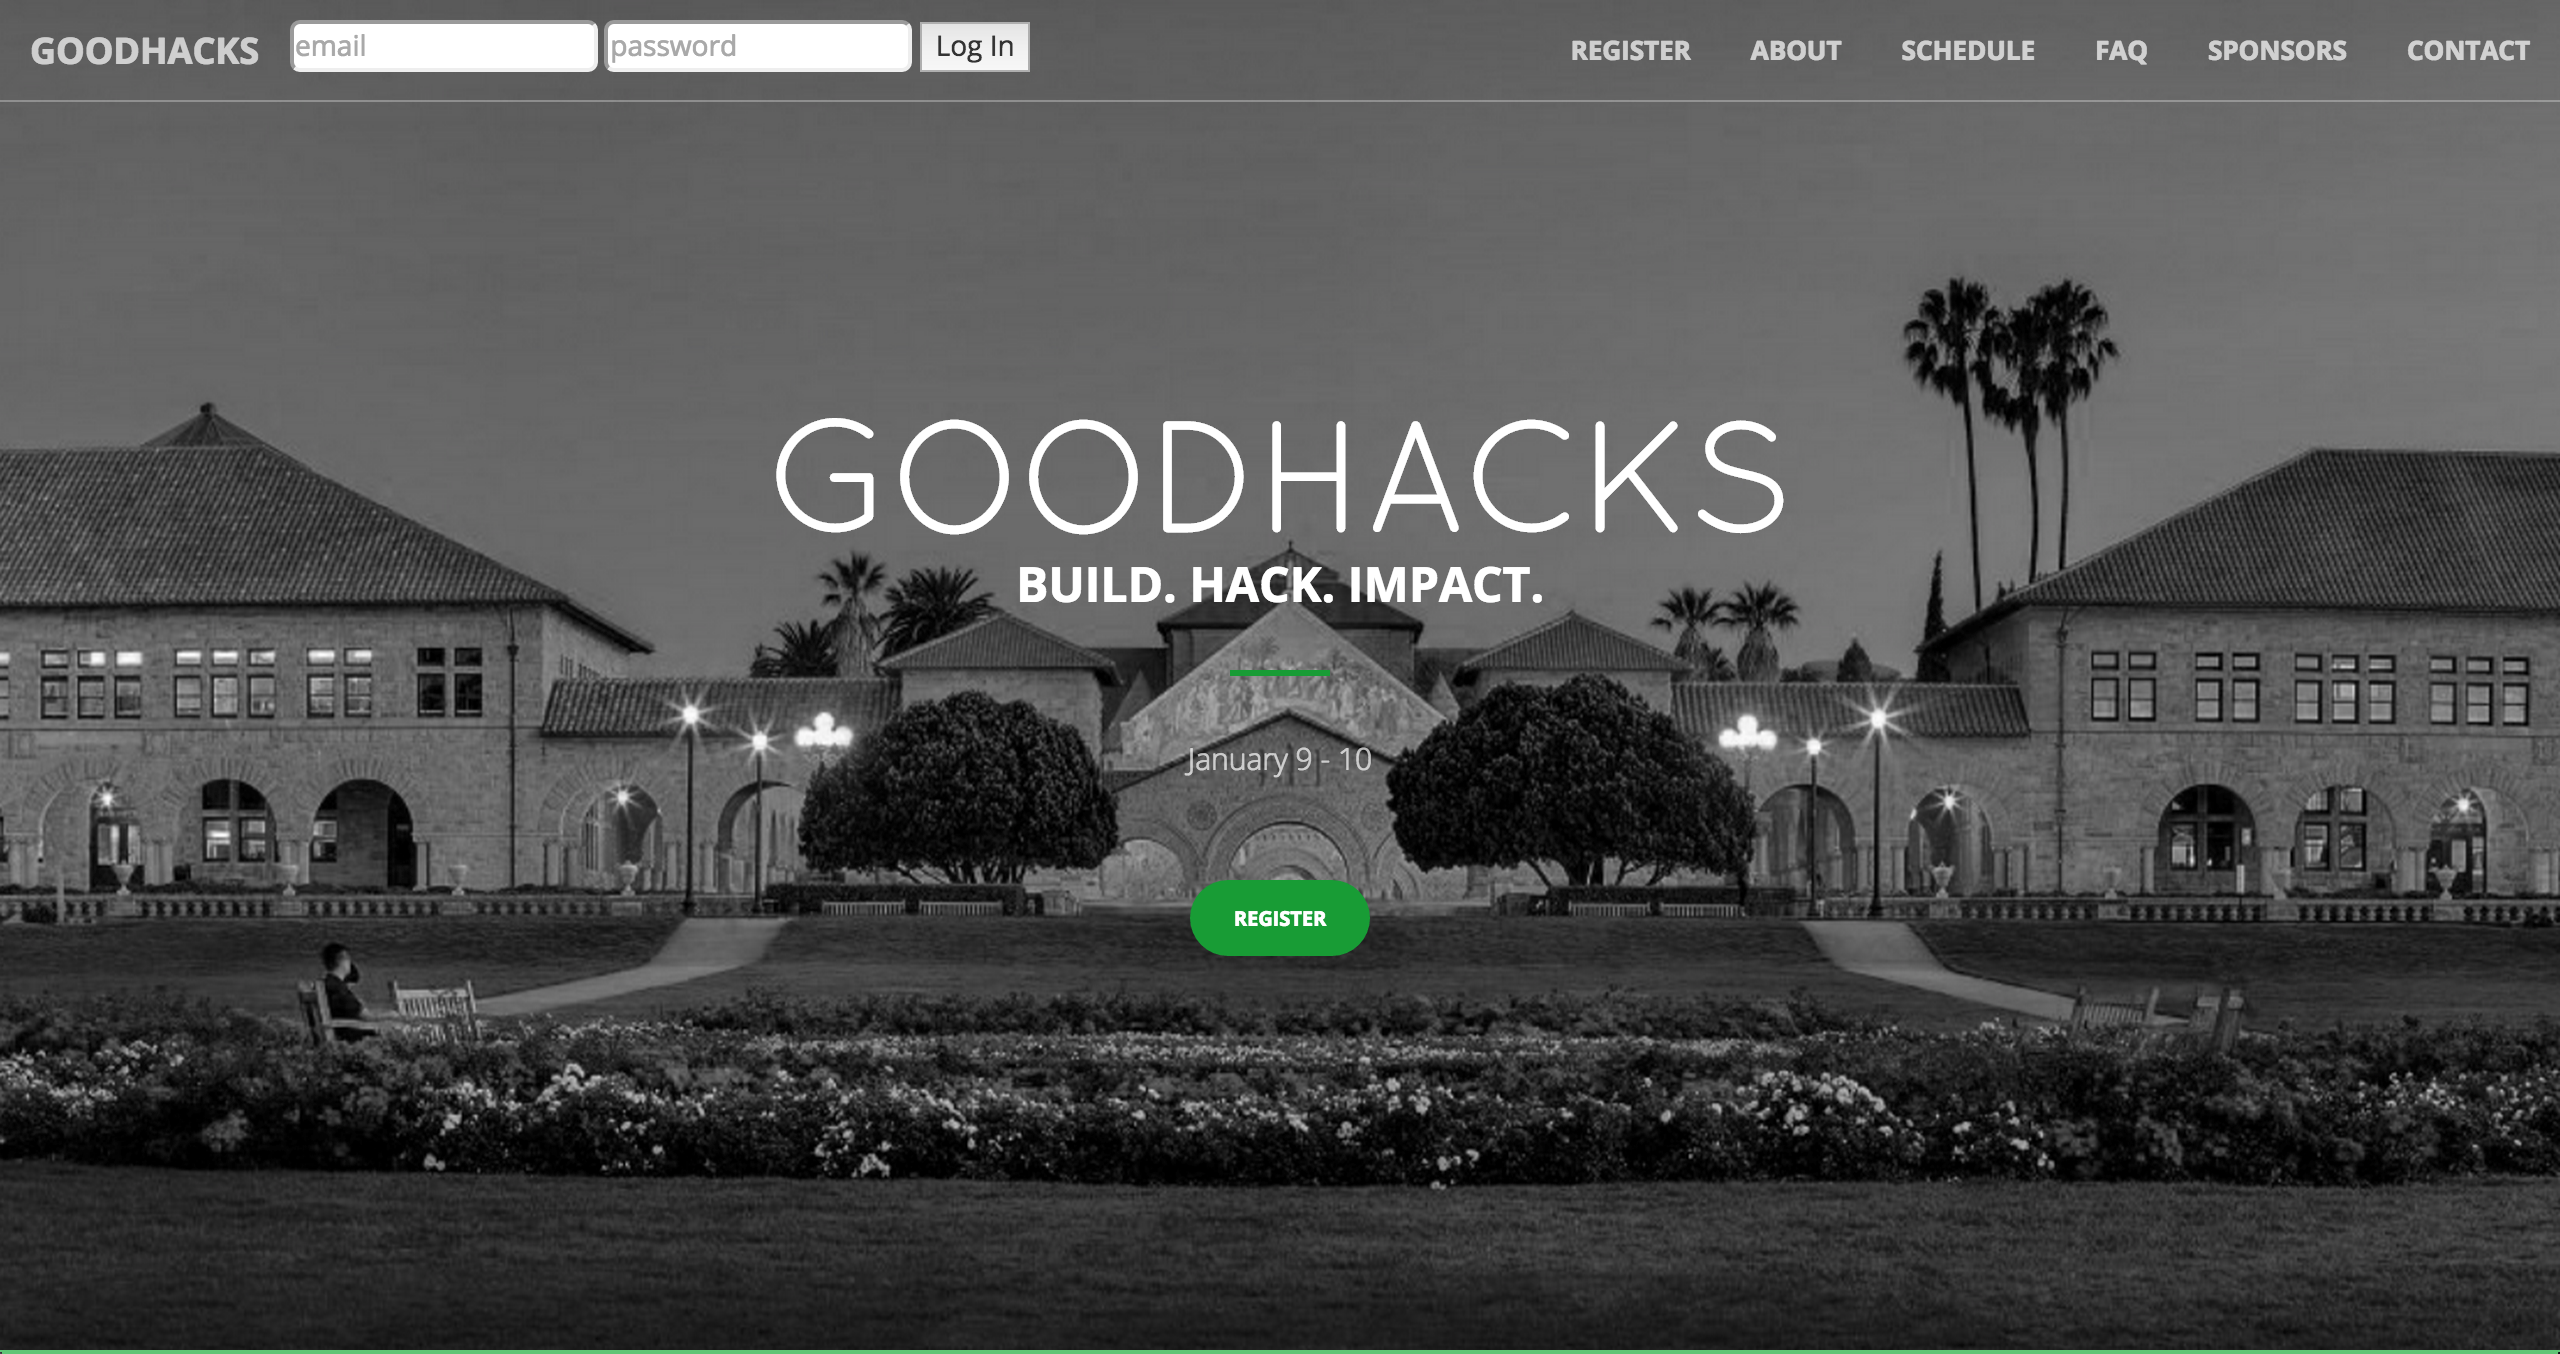 GOODHACKS email password Log In REGISTER ABOUT SCHEDULE FAQ SPONSORS CONTACT
GOODHACKS
BUILD. HACK. IMPACT.
January 9 - 10
REGISTER